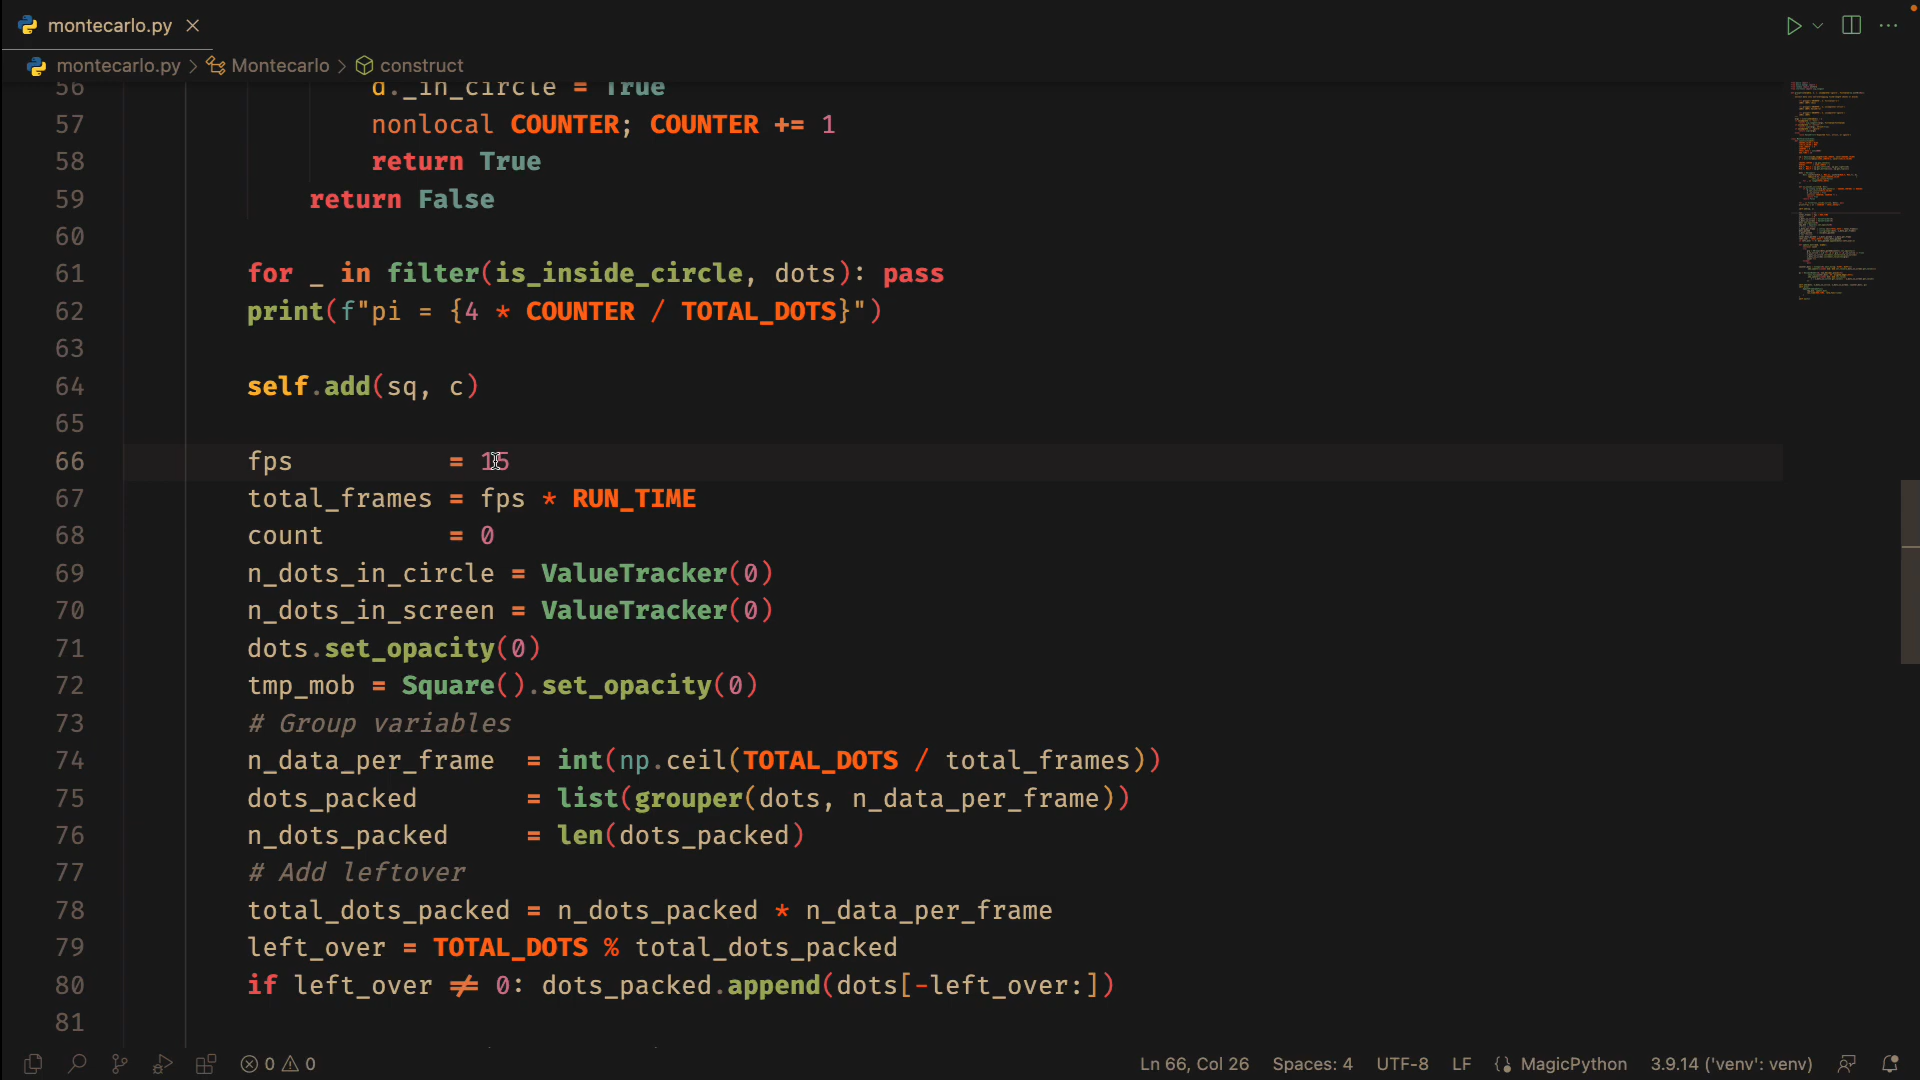 montecarlo.py
montecarlo.py > Montecarlo > construct
56 d._in_circle = True
57 nonlocal COUNTER; COUNTER += 1
58 return True
59 return False
60
61 for _ in filter(is_inside_circle, dots): pass
62 print(f"pi = {4 * COUNTER / TOTAL_DOTS}")
63
64 self.add(sq, c)
65
66 fps = 15
67 total_frames = fps * RUN_TIME
68 count = 0
69 n_dots_in_circle = ValueTracker(0)
70 n_dots_in_screen = ValueTracker(0)
71 dots.set_opacity(0)
72 tmp_mob = Square().set_opacity(0)
73 # Group variables
74 n_data_per_frame = int(np.ceil(TOTAL_DOTS / total_frames))
75 dots_packed = list(grouper(dots, n_data_per_frame))
76 n_dots_packed = len(dots_packed)
77 # Add leftover
78 total_dots_packed = n_dots_packed * n_data_per_frame
79 left_over = TOTAL_DOTS % total_dots_packed
80 if left_over ≠ 0: dots_packed.append(dots[-left_over:])
81
0 0 Ln 66, Col 26 Spaces: 4 UTF-8 LF {} MagicPython 3.9.14 ('venv': venv)